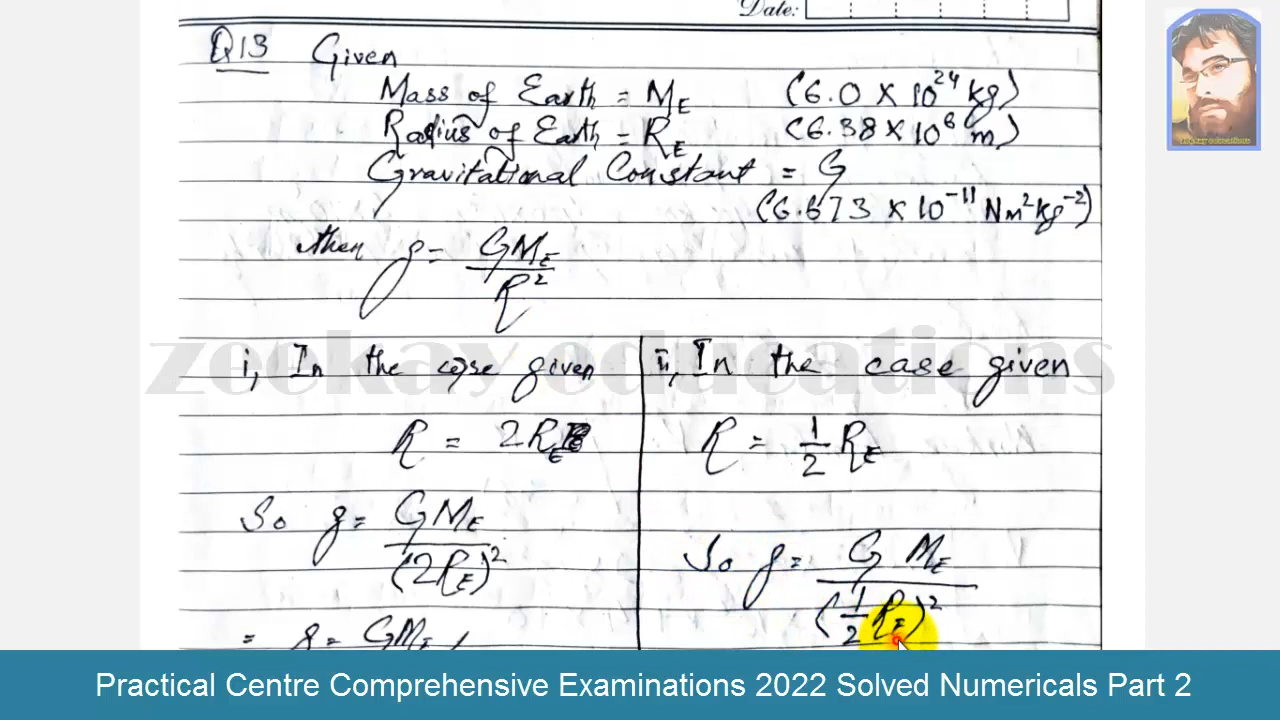 Date:
Q13 Given
Mass of Earth = M_E (6.0 × 10^24 kg)
Radius of Earth = R_E (6.38 × 10^6 m)
Gravitational Constant = G
(6.673 × 10^-11 Nm^2 kg^-2)
then g = GM_E / R^2
zeekay educations
i, In the case given
R = 2R_E
So g = GM_E / (2R_E)^2
= g = GM_E /
ii, In the case given
R = 1/2 R_E
So g = G M_E / (1/2 R_E)^2
Practical Centre Comprehensive Examinations 2022 Solved Numericals Part 2